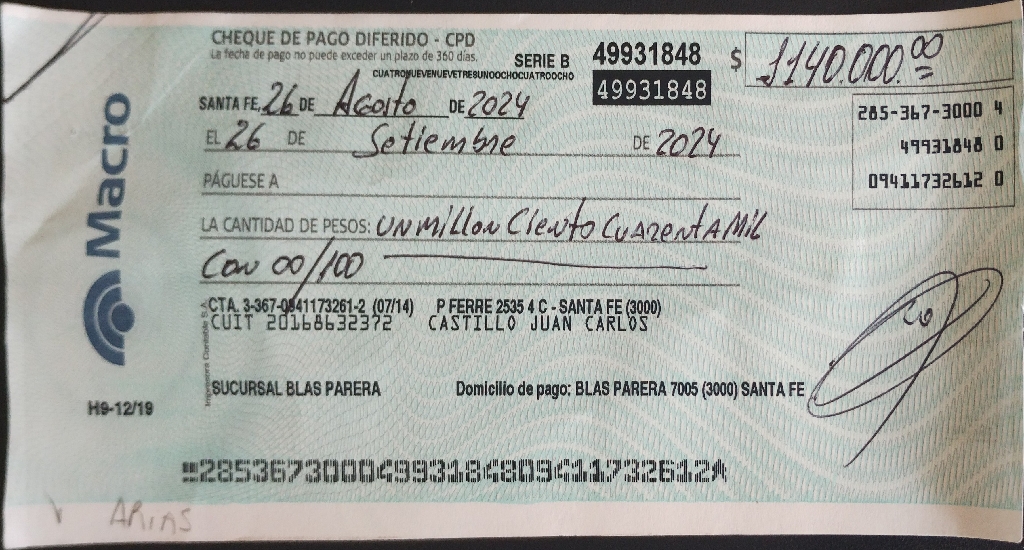 CHEQUE DE PAGO DIFERIDO - CPD
La fecha de pago no puede exceder un plazo de 360 días.
SERIE B 49931848
CUATRONUEVENUEVETRESUNOOCHOCUATROOCHO
49931848
$ 1140.000.00
SANTA FE, 26 DE Agosto DE 2024
EL 26 DE Setiembre DE 2024
285-367-3000 4
49931848 0
09411732612 0
PÁGUESE A
LA CANTIDAD DE PESOS: UN millon Ciento CuarentA Mil
Con 00/100
Macro
CTA. 3-367-0941173261-2 (07/14) P FERRE 2535 4 C - SANTA FE (3000)
CUIT 20168632372 CASTILLO JUAN CARLOS
SUCURSAL BLAS PARERA Domicilio de pago: BLAS PARERA 7005 (3000) SANTA FE
H9-12/19
285367300049931848094117326124
ARIAS